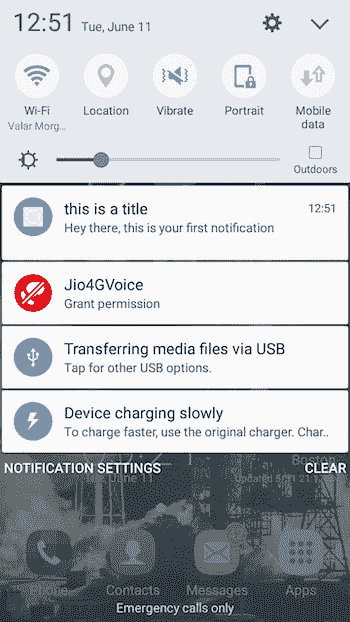 12:51 Tue, June 11
Wi-Fi Location Vibrate Portrait Mobile data
Valar Morg...
Outdoors
this is a title 12:51
Hey there, this is your first notification
Jio4GVoice
Grant permission
Transferring media files via USB
Tap for other USB options.
Device charging slowly
To charge faster, use the original charger. Char..
Boston
NOTIFICATION SETTINGS CLEAR
Tue, June 11
Phone Contacts Messages Apps
Emergency calls only